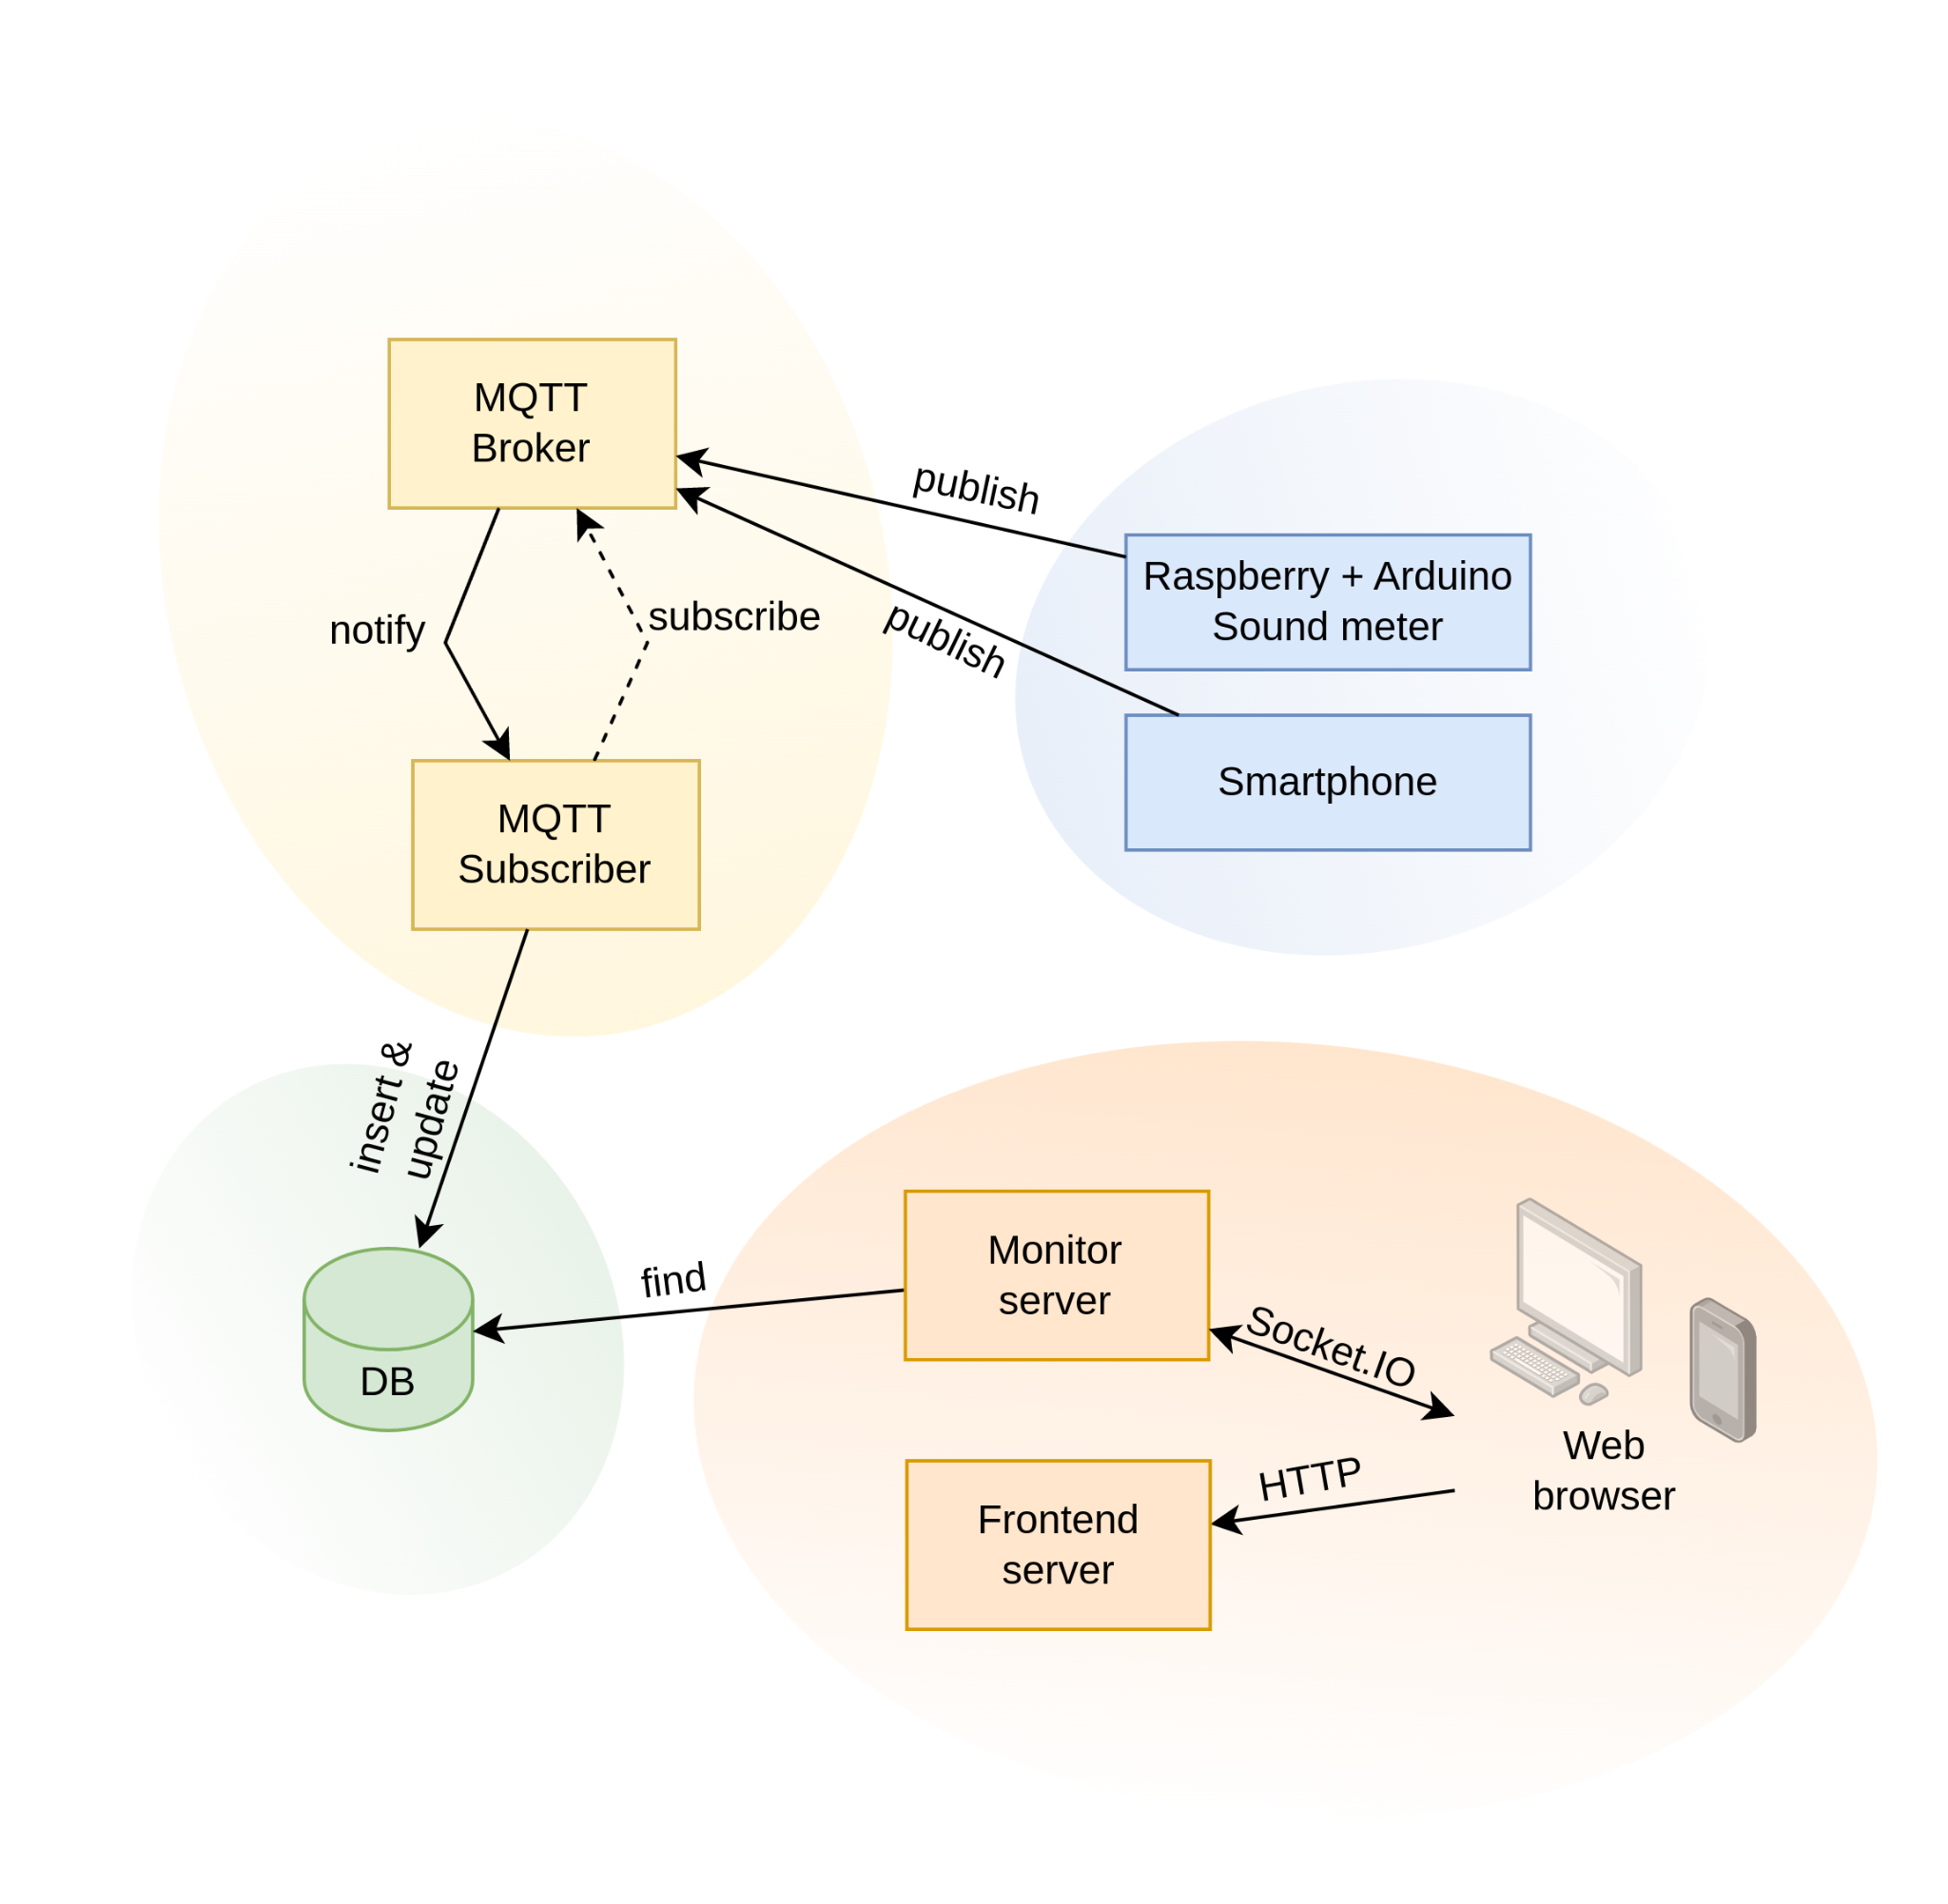 MQTT
Broker
publish
Raspberry + Arduino
Sound meter
notify
subscribe
publish
Smartphone
MQTT
Subscriber
insert &
update
find
DB
Monitor
server
Socket.IO
Web
browser
HTTP
Frontend
server